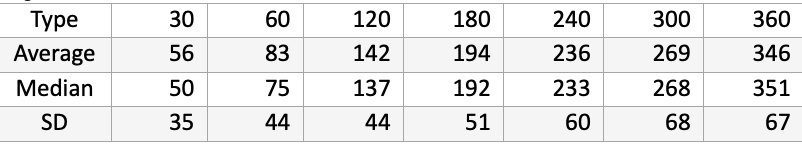 Type 30 60 120 180 240 300 360
Average 56 83 142 194 236 269 346
Median 50 75 137 192 233 268 351
SD 35 44 44 51 60 68 67